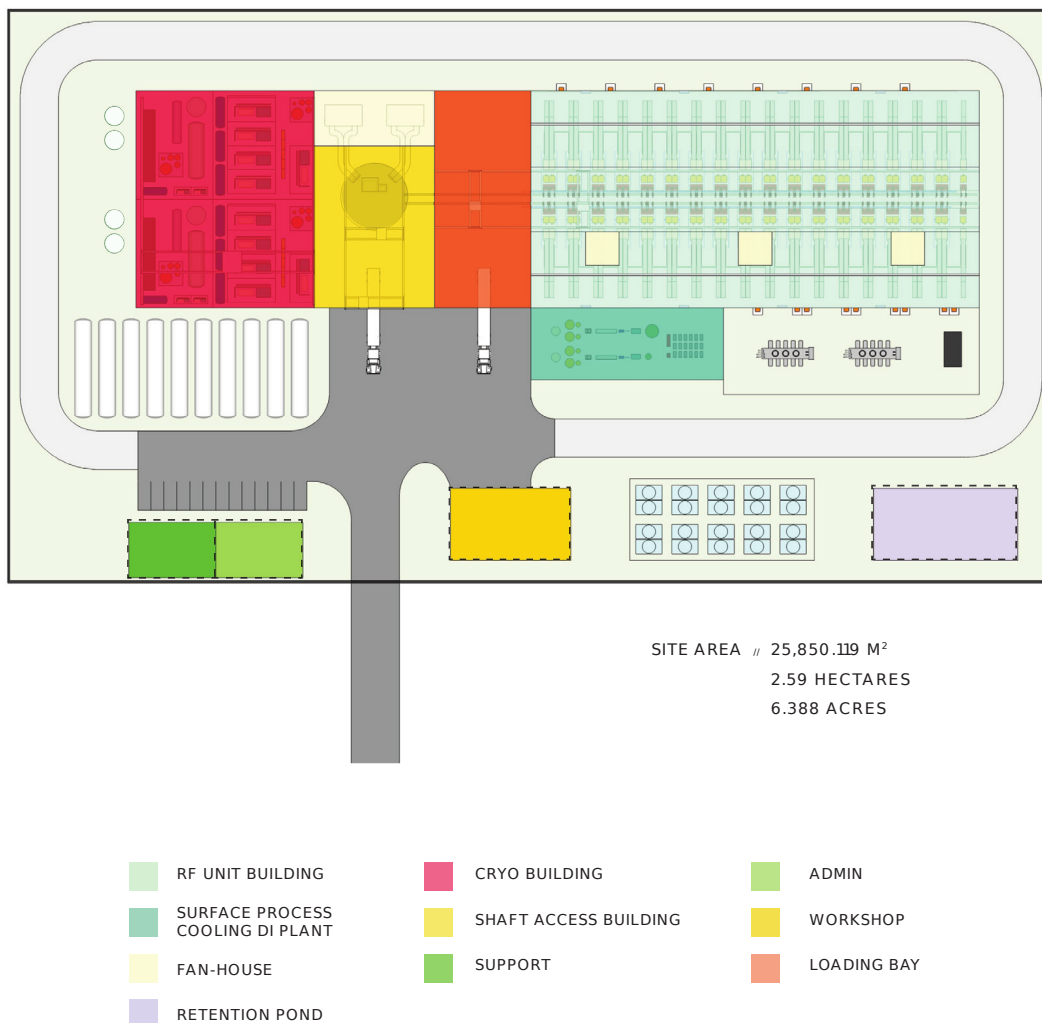 SITE AREA // 25,850.119 M²
2.59 HECTARES
6.388 ACRES
RF UNIT BUILDING
SURFACE PROCESS
COOLING DI PLANT
FAN-HOUSE
RETENTION POND
CRYO BUILDING
SHAFT ACCESS BUILDING
SUPPORT
ADMIN
WORKSHOP
LOADING BAY